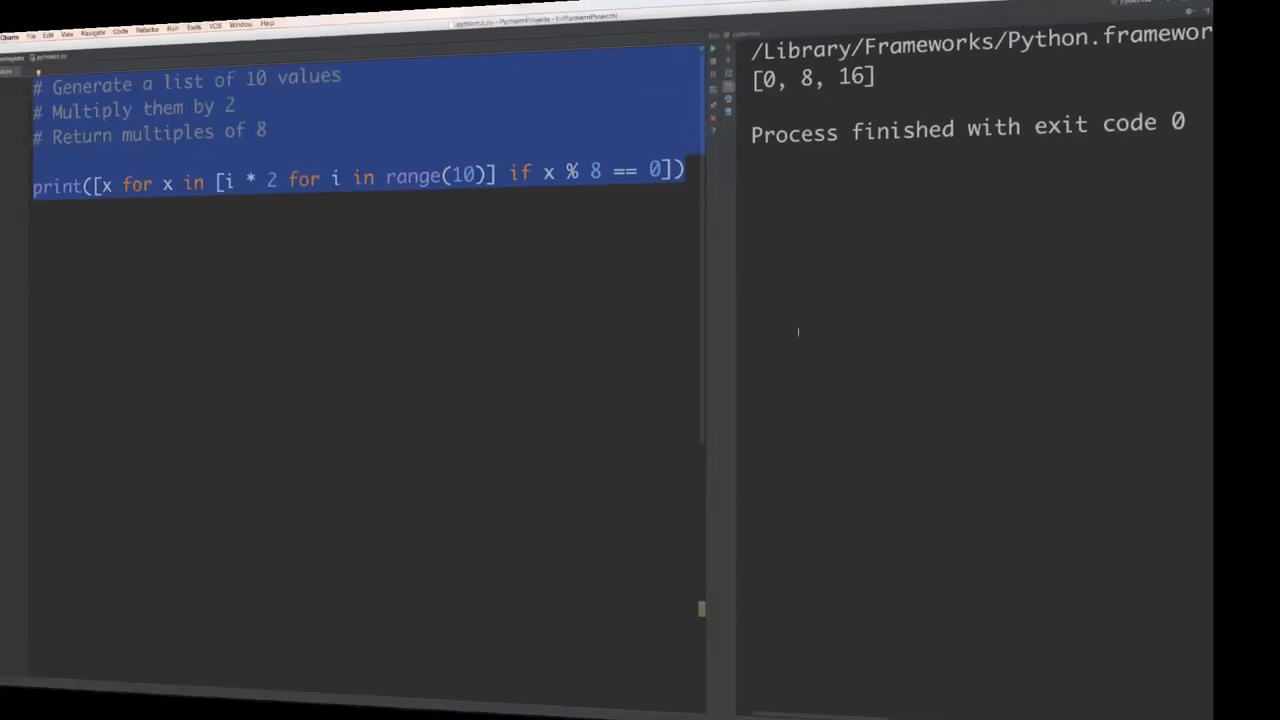 File Edit View Navigate Code Refactor Run Tools VCS Window Help
# Generate a list of 10 values
# Multiply them by 2
# Return multiples of 8
print([x for x in [i * 2 for i in range(10)] if x % 8 == 0])
/Library/Frameworks/Python.framewor
[0, 8, 16]
Process finished with exit code 0